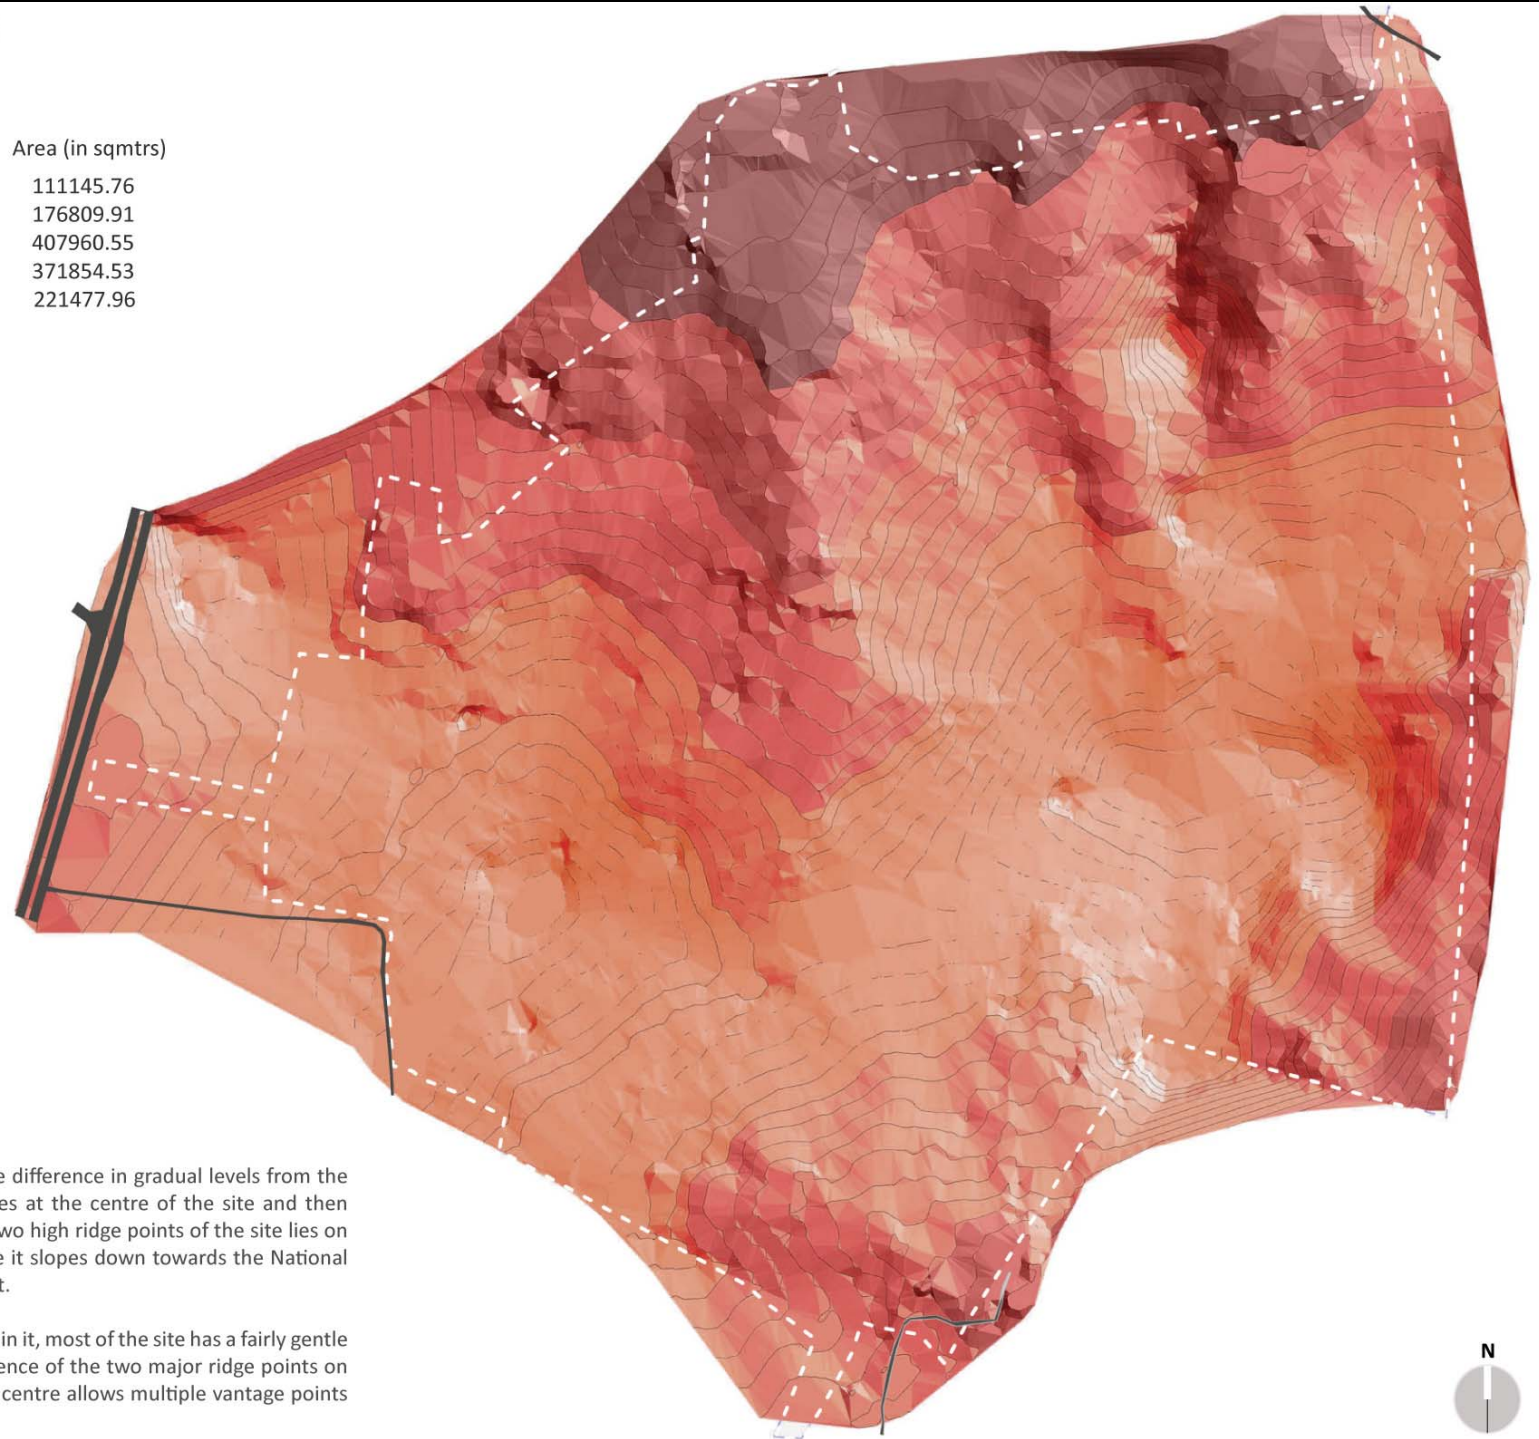 Area (in sqmtrs)
111145.76
176809.91
407960.55
371854.53
221477.96
difference in gradual levels from the
at the centre of the site and then
two high ridge points of the site lies on
it slopes down towards the National
in it, most of the site has a fairly gentle
of the two major ridge points on
centre allows multiple vantage points
N